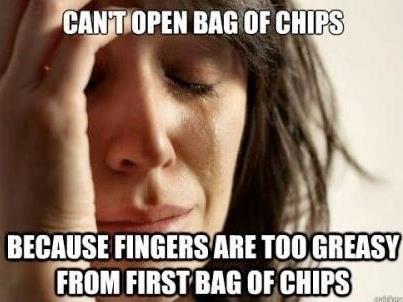 CAN'T OPEN BAG OF CHIPS
BECAUSE FINGERS ARE TOO GREASY
FROM FIRST BAG OF CHIPS